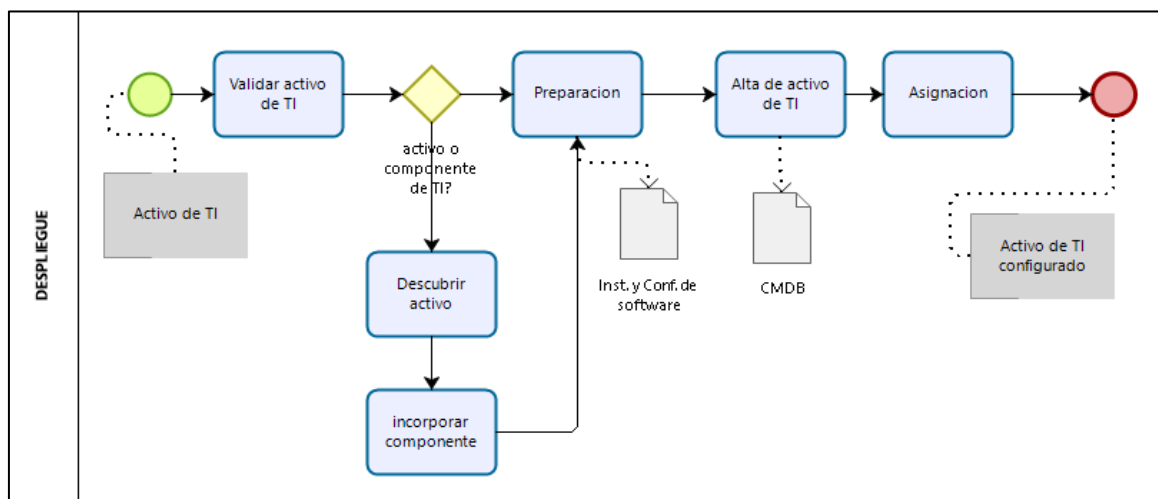 DESPLIEGUE
Validar activo
de TI
Preparacion
Alta de activo
de TI
Asignacion
activo o
componente
de TI?
Activo de TI
Descubrir
activo
Inst. y Conf. de
software
CMDB
Activo de TI
configurado
incorporar
componente